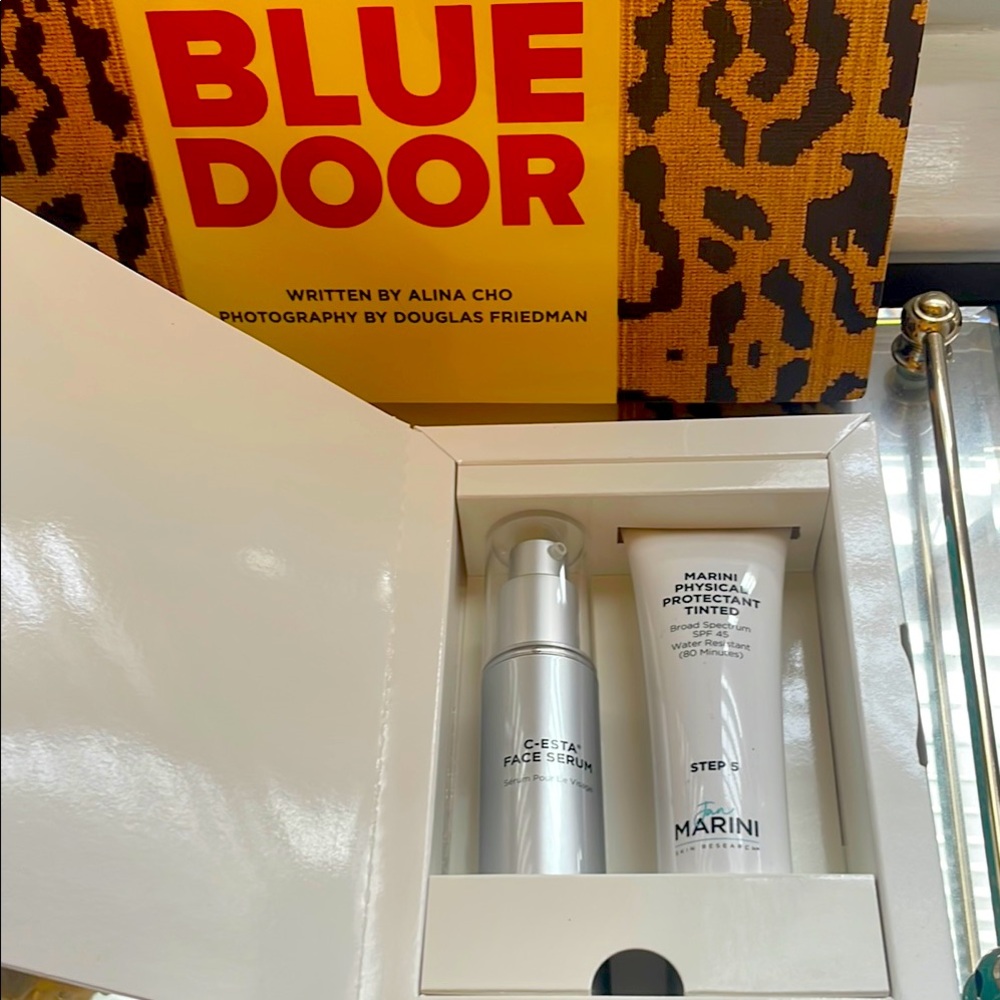 BLUE
DOOR
WRITTEN BY ALINA CHO
PHOTOGRAPHY BY DOUGLAS FRIEDMAN
C-ESTA®
FACE SERUM
Sérum Pour Le Visage
MARINI
PHYSICAL
PROTECTANT
TINTED
Broad Spectrum
SPF 45
Water Resistant
(80 Minutes)
STEP 5
Jan
MARINI
SKIN RESEARCH